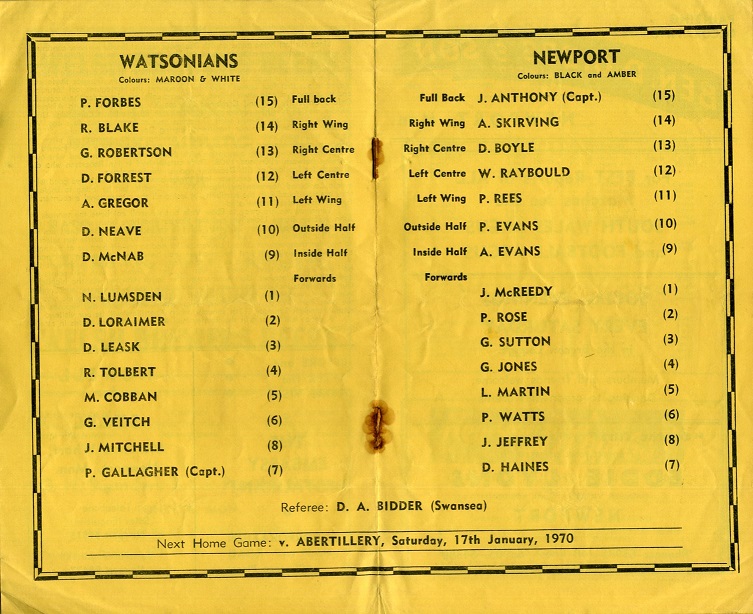 WATSONIANS
Colours: MAROON & WHITE
P. FORBES (15) Full back
R. BLAKE (14) Right Wing
G. ROBERTSON (13) Right Centre
D. FORREST (12) Left Centre
A. GREGOR (11) Left Wing
D. NEAVE (10) Outside Half
D. McNAB (9) Inside Half
Forwards
N. LUMSDEN (1)
D. LORAIMER (2)
D. LEASK (3)
R. TOLBERT (4)
M. COBBAN (5)
G. VEITCH (6)
J. MITCHELL (8)
P. GALLAGHER (Capt.) (7)
NEWPORT
Colours: BLACK and AMBER
Full Back J. ANTHONY (Capt.) (15)
Right Wing A. SKIRVING (14)
Right Centre D. BOYLE (13)
Left Centre W. RAYBOULD (12)
Left Wing P. REES (11)
Outside Half P. EVANS (10)
Inside Half A. EVANS (9)
Forwards
J. McREEDY (1)
P. ROSE (2)
G. SUTTON (3)
G. JONES (4)
L. MARTIN (5)
P. WATTS (6)
J. JEFFREY (8)
D. HAINES (7)
Referee: D. A. BIDDER (Swansea)
Next Home Game: v. ABERTILLERY, Saturday, 17th January, 1970